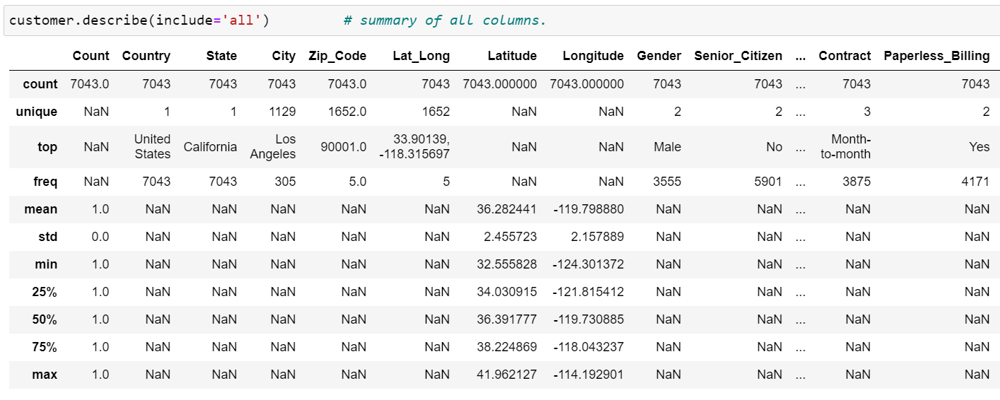 customer.describe(include='all') # summary of all columns.
Count Country State City Zip_Code Lat_Long Latitude Longitude Gender Senior_Citizen ... Contract Paperless_Billing
count 7043.0 7043 7043 7043 7043.0 7043 7043.000000 7043.000000 7043 7043 ... 7043 7043
unique NaN 1 1 1129 1652.0 1652 NaN NaN 2 2 ... 3 2
top NaN United States California Los Angeles 90001.0 33.90139, -118.315697 NaN NaN Male No ... Month-to-month Yes
freq NaN 7043 7043 305 5.0 5 NaN NaN 3555 5901 ... 3875 4171
mean 1.0 NaN NaN NaN NaN NaN 36.282441 -119.798880 NaN NaN ... NaN NaN
std 0.0 NaN NaN NaN NaN NaN 2.455723 2.157889 NaN NaN ... NaN NaN
min 1.0 NaN NaN NaN NaN NaN 32.555828 -124.301372 NaN NaN ... NaN NaN
25% 1.0 NaN NaN NaN NaN NaN 34.030915 -121.815412 NaN NaN ... NaN NaN
50% 1.0 NaN NaN NaN NaN NaN 36.391777 -119.730885 NaN NaN ... NaN NaN
75% 1.0 NaN NaN NaN NaN NaN 38.224869 -118.043237 NaN NaN ... NaN NaN
max 1.0 NaN NaN NaN NaN NaN 41.962127 -114.192901 NaN NaN ... NaN NaN